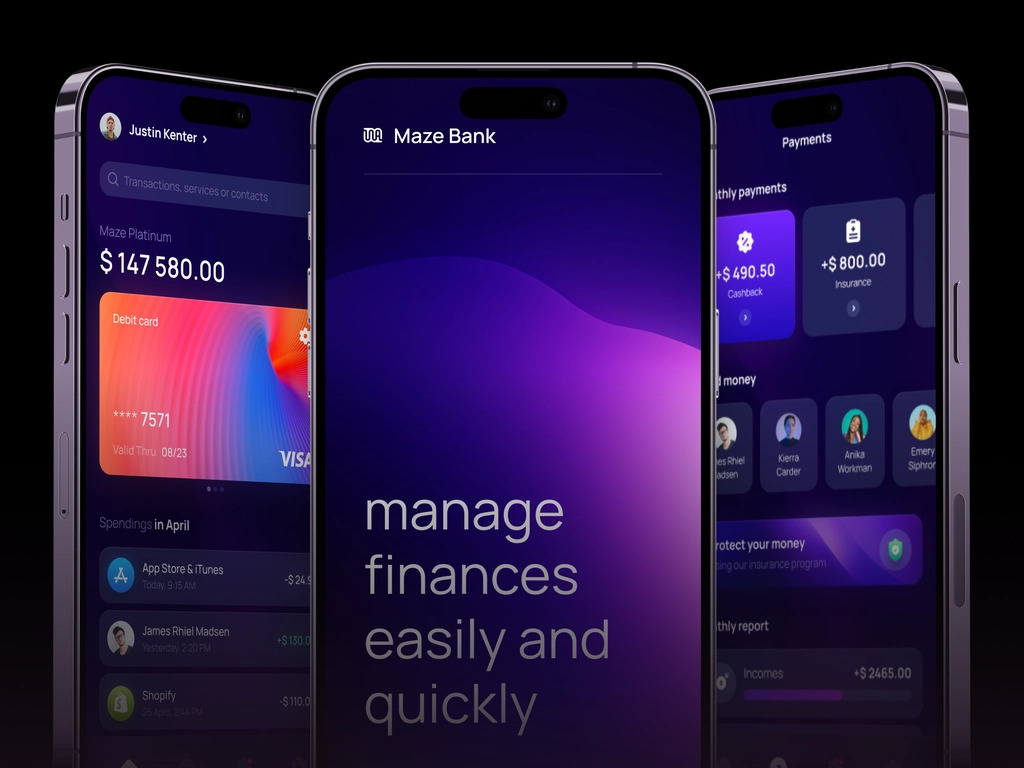 Justin Kenter
Transactions, services or contacts
Maze Platinum
$ 147 580.00
Debit card
**** 7571
Valid Thru 08/23
VISA
Spendings in April
App Store & iTunes
Today, 9:15 AM
-$ 24.9
James Rhiel Madsen
Yesterday, 2:20 PM
+$ 130.0
Shopify
26 April, 2:44 PM
-$ 110.0
Maze Bank
manage
finances
easily and
quickly
Payments
thly payments
+$ 490.50
Cashback
+$ 800.00
Insurance
money
es Rhiel
adsen
Kierra
Carder
Anika
Workman
Emery
Siphron
rotect your money
sing our insurance program
thly report
Incomes
+$ 2465.00